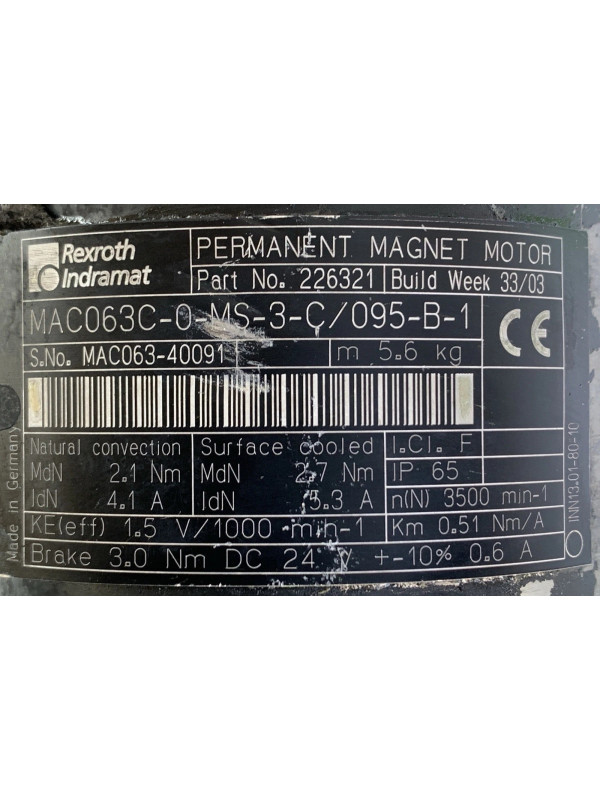 Rexroth
Indramat
PERMANENT MAGNET MOTOR
Part No. 226321 Build Week 33/03
MAC063C-0-MS-3-C/095-B-1
S.No. MAC063-40091 m 5.6 kg
CE
Natural convection Surface cooled I.Cl. F
MdN 2.1 Nm MdN 2.7 Nm IP 65
IdN 4.1 A IdN 5.3 A n(N) 3500 min-1
KE(eff) 1.5 V/1000 min-1 Km 0.51 Nm/A
Brake 3.0 Nm DC 24 V +-10% 0.6 A
Made in Germany
INN13.01-80-10